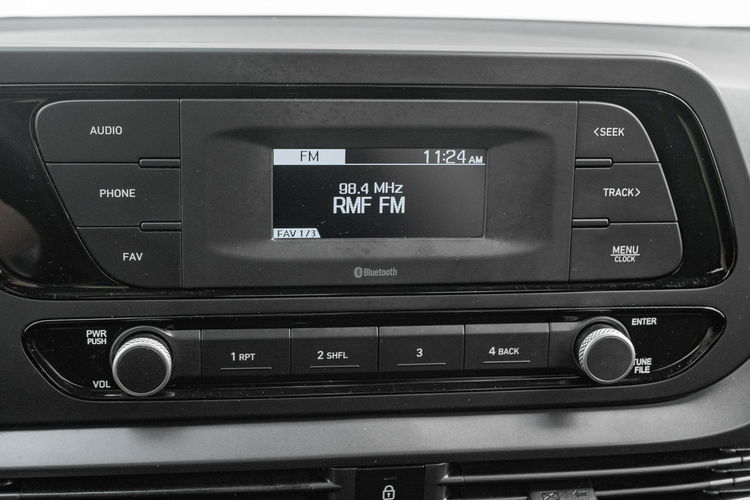 AUDIO
PHONE
FAV
FM 11:24 AM
98.4 MHz
RMF FM
FAV 1/3
Bluetooth
<SEEK
TRACK>
MENU
CLOCK
PWR
PUSH
VOL
1 RPT
2 SHFL
3
4 BACK
ENTER
TUNE
FILE